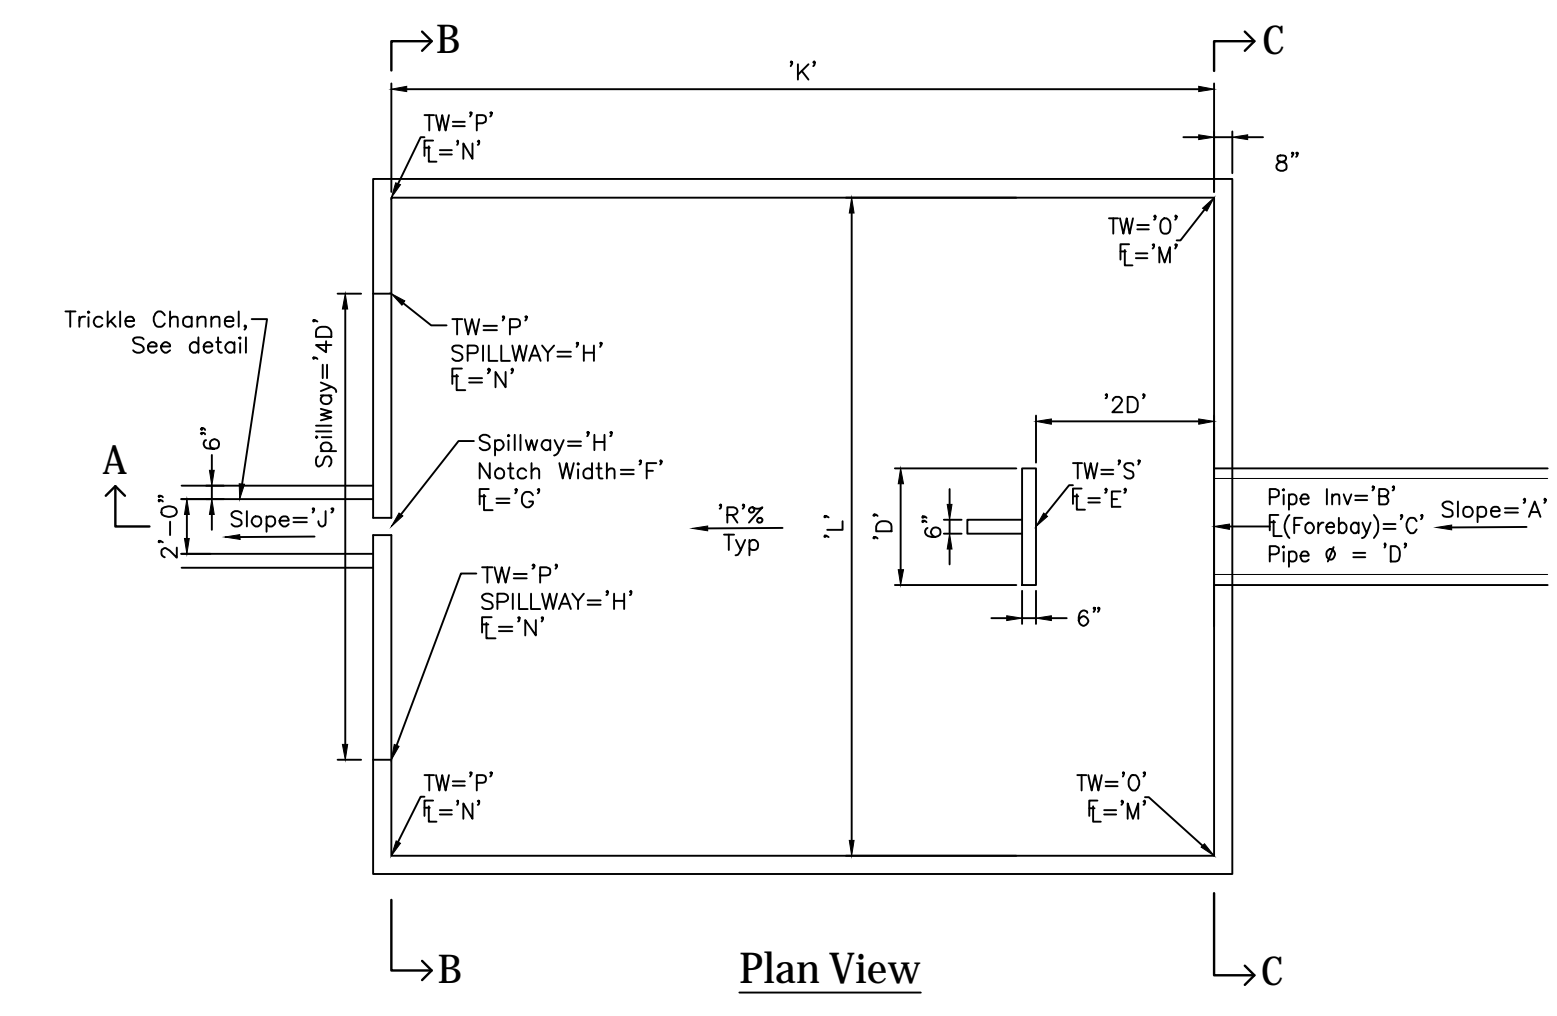 B
C
'K'
TW='P'
FL='N'
8"
TW='O'
FL='M'
Trickle Channel,
See detail
Spillway='4D'
TW='P'
SPILLWAY='H'
FL='N'
'2D'
6"
A
Spillway='H'
Notch Width='F'
FL='G'
TW='S'
FL='E'
2'-0"
Slope='J'
'R'%
Typ
'L'
'D'
6"
Pipe Inv='B'
FL(Forebay)='C'
Pipe ø = 'D'
Slope='A'
TW='P'
SPILLWAY='H'
FL='N'
6"
TW='P'
FL='N'
TW='O'
FL='M'
B
Plan View
C